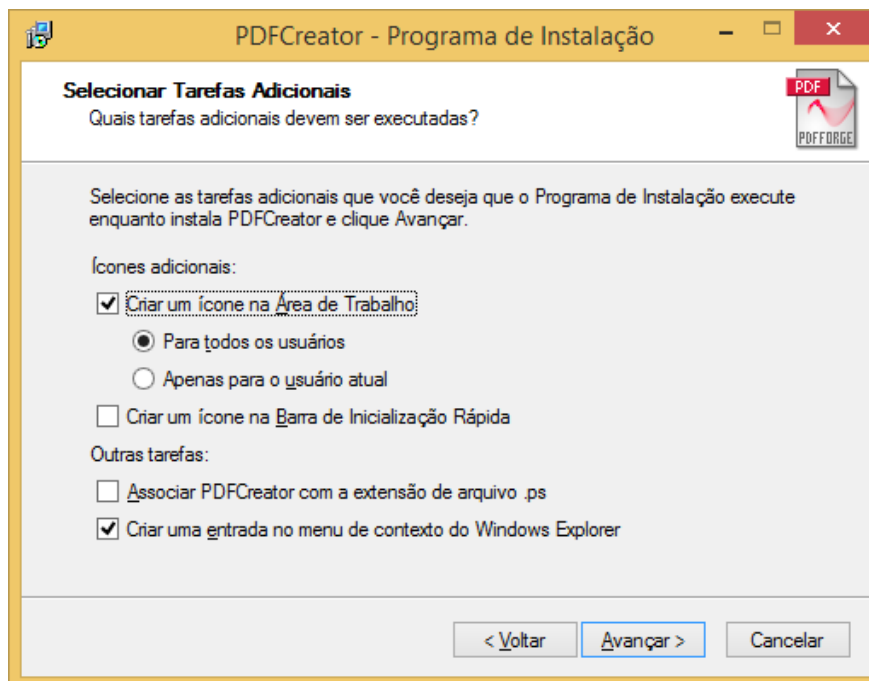 PDFCreator - Programa de Instalação
Selecionar Tarefas Adicionais
Quais tarefas adicionais devem ser executadas?
PDF
PDFFORGE
Selecione as tarefas adicionais que você deseja que o Programa de Instalação execute
enquanto instala PDFCreator e clique Avançar.
Ícones adicionais:
Criar um ícone na Área de Trabalho
Para todos os usuários
Apenas para o usuário atual
Criar um ícone na Barra de Inicialização Rápida
Outras tarefas:
Associar PDFCreator com a extensão de arquivo .ps
Criar uma entrada no menu de contexto do Windows Explorer
< Voltar
Avançar >
Cancelar